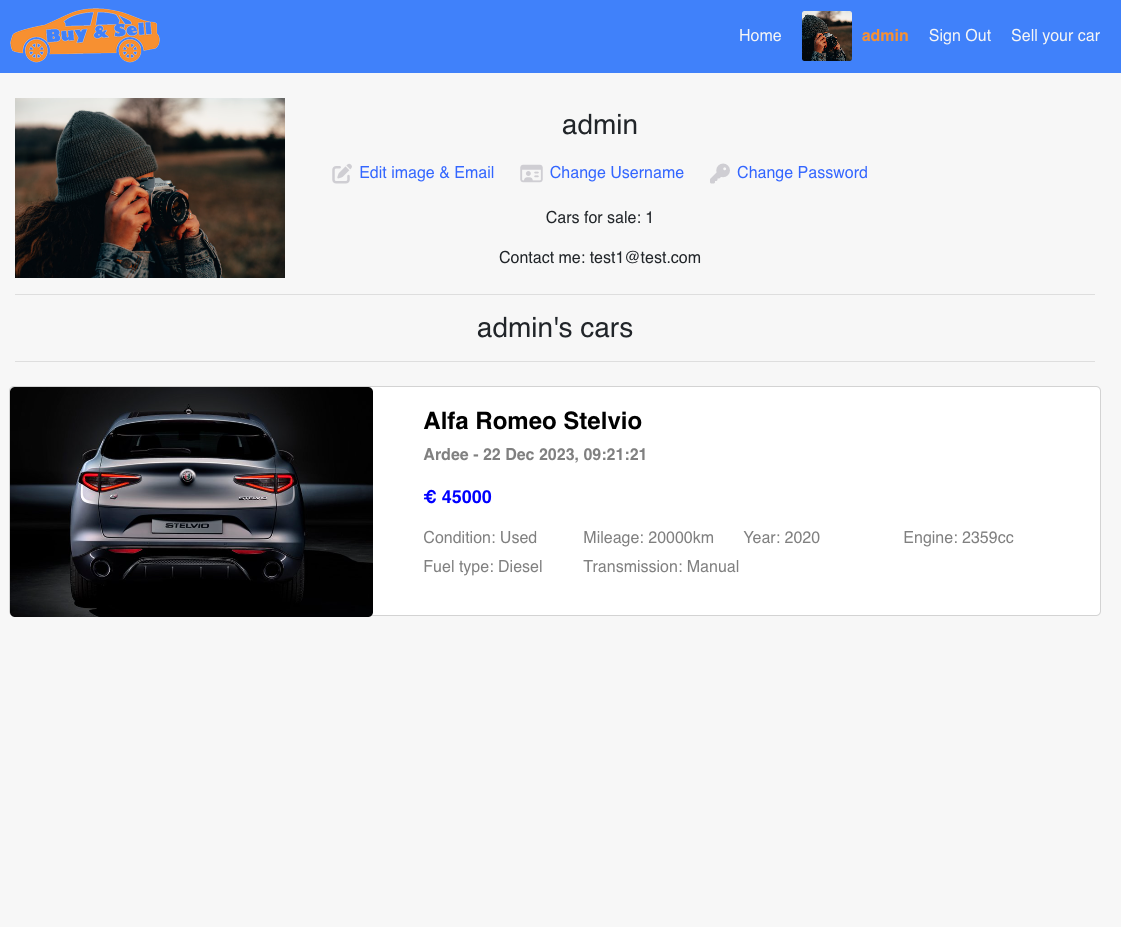 Buy & Sell
Home
admin
Sign Out
Sell your car
admin
Edit image & Email
Change Username
Change Password
Cars for sale: 1
Contact me: test1@test.com
admin's cars
STELVIO
Alfa Romeo Stelvio
Ardee - 22 Dec 2023, 09:21:21
€ 45000
Condition: Used
Mileage: 20000km
Year: 2020
Engine: 2359cc
Fuel type: Diesel
Transmission: Manual